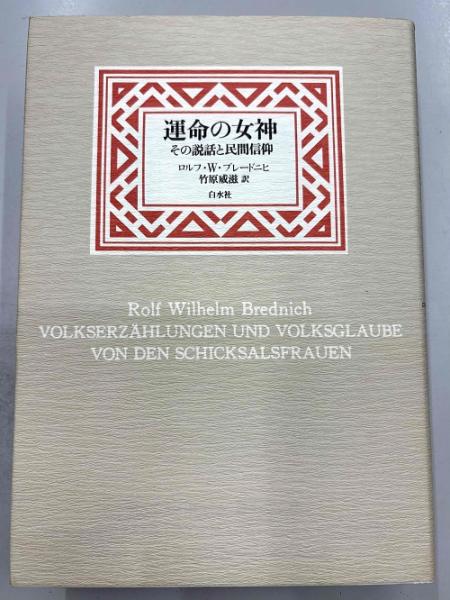 運命の女神
その説話と民間信仰
ロルフ・W・ブレードニヒ
竹原威滋 訳
白水社
Rolf Wilhelm Brednich
VOLKSERZÄHLUNGEN UND VOLKSGLAUBE
VON DEN SCHICKSALSFRAUEN